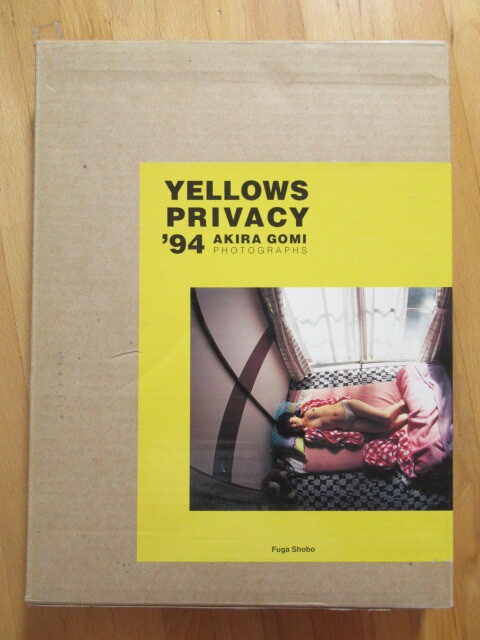 YELLOWS
PRIVACY
’94 AKIRA GOMI
PHOTOGRAPHS
Fuga Shobo